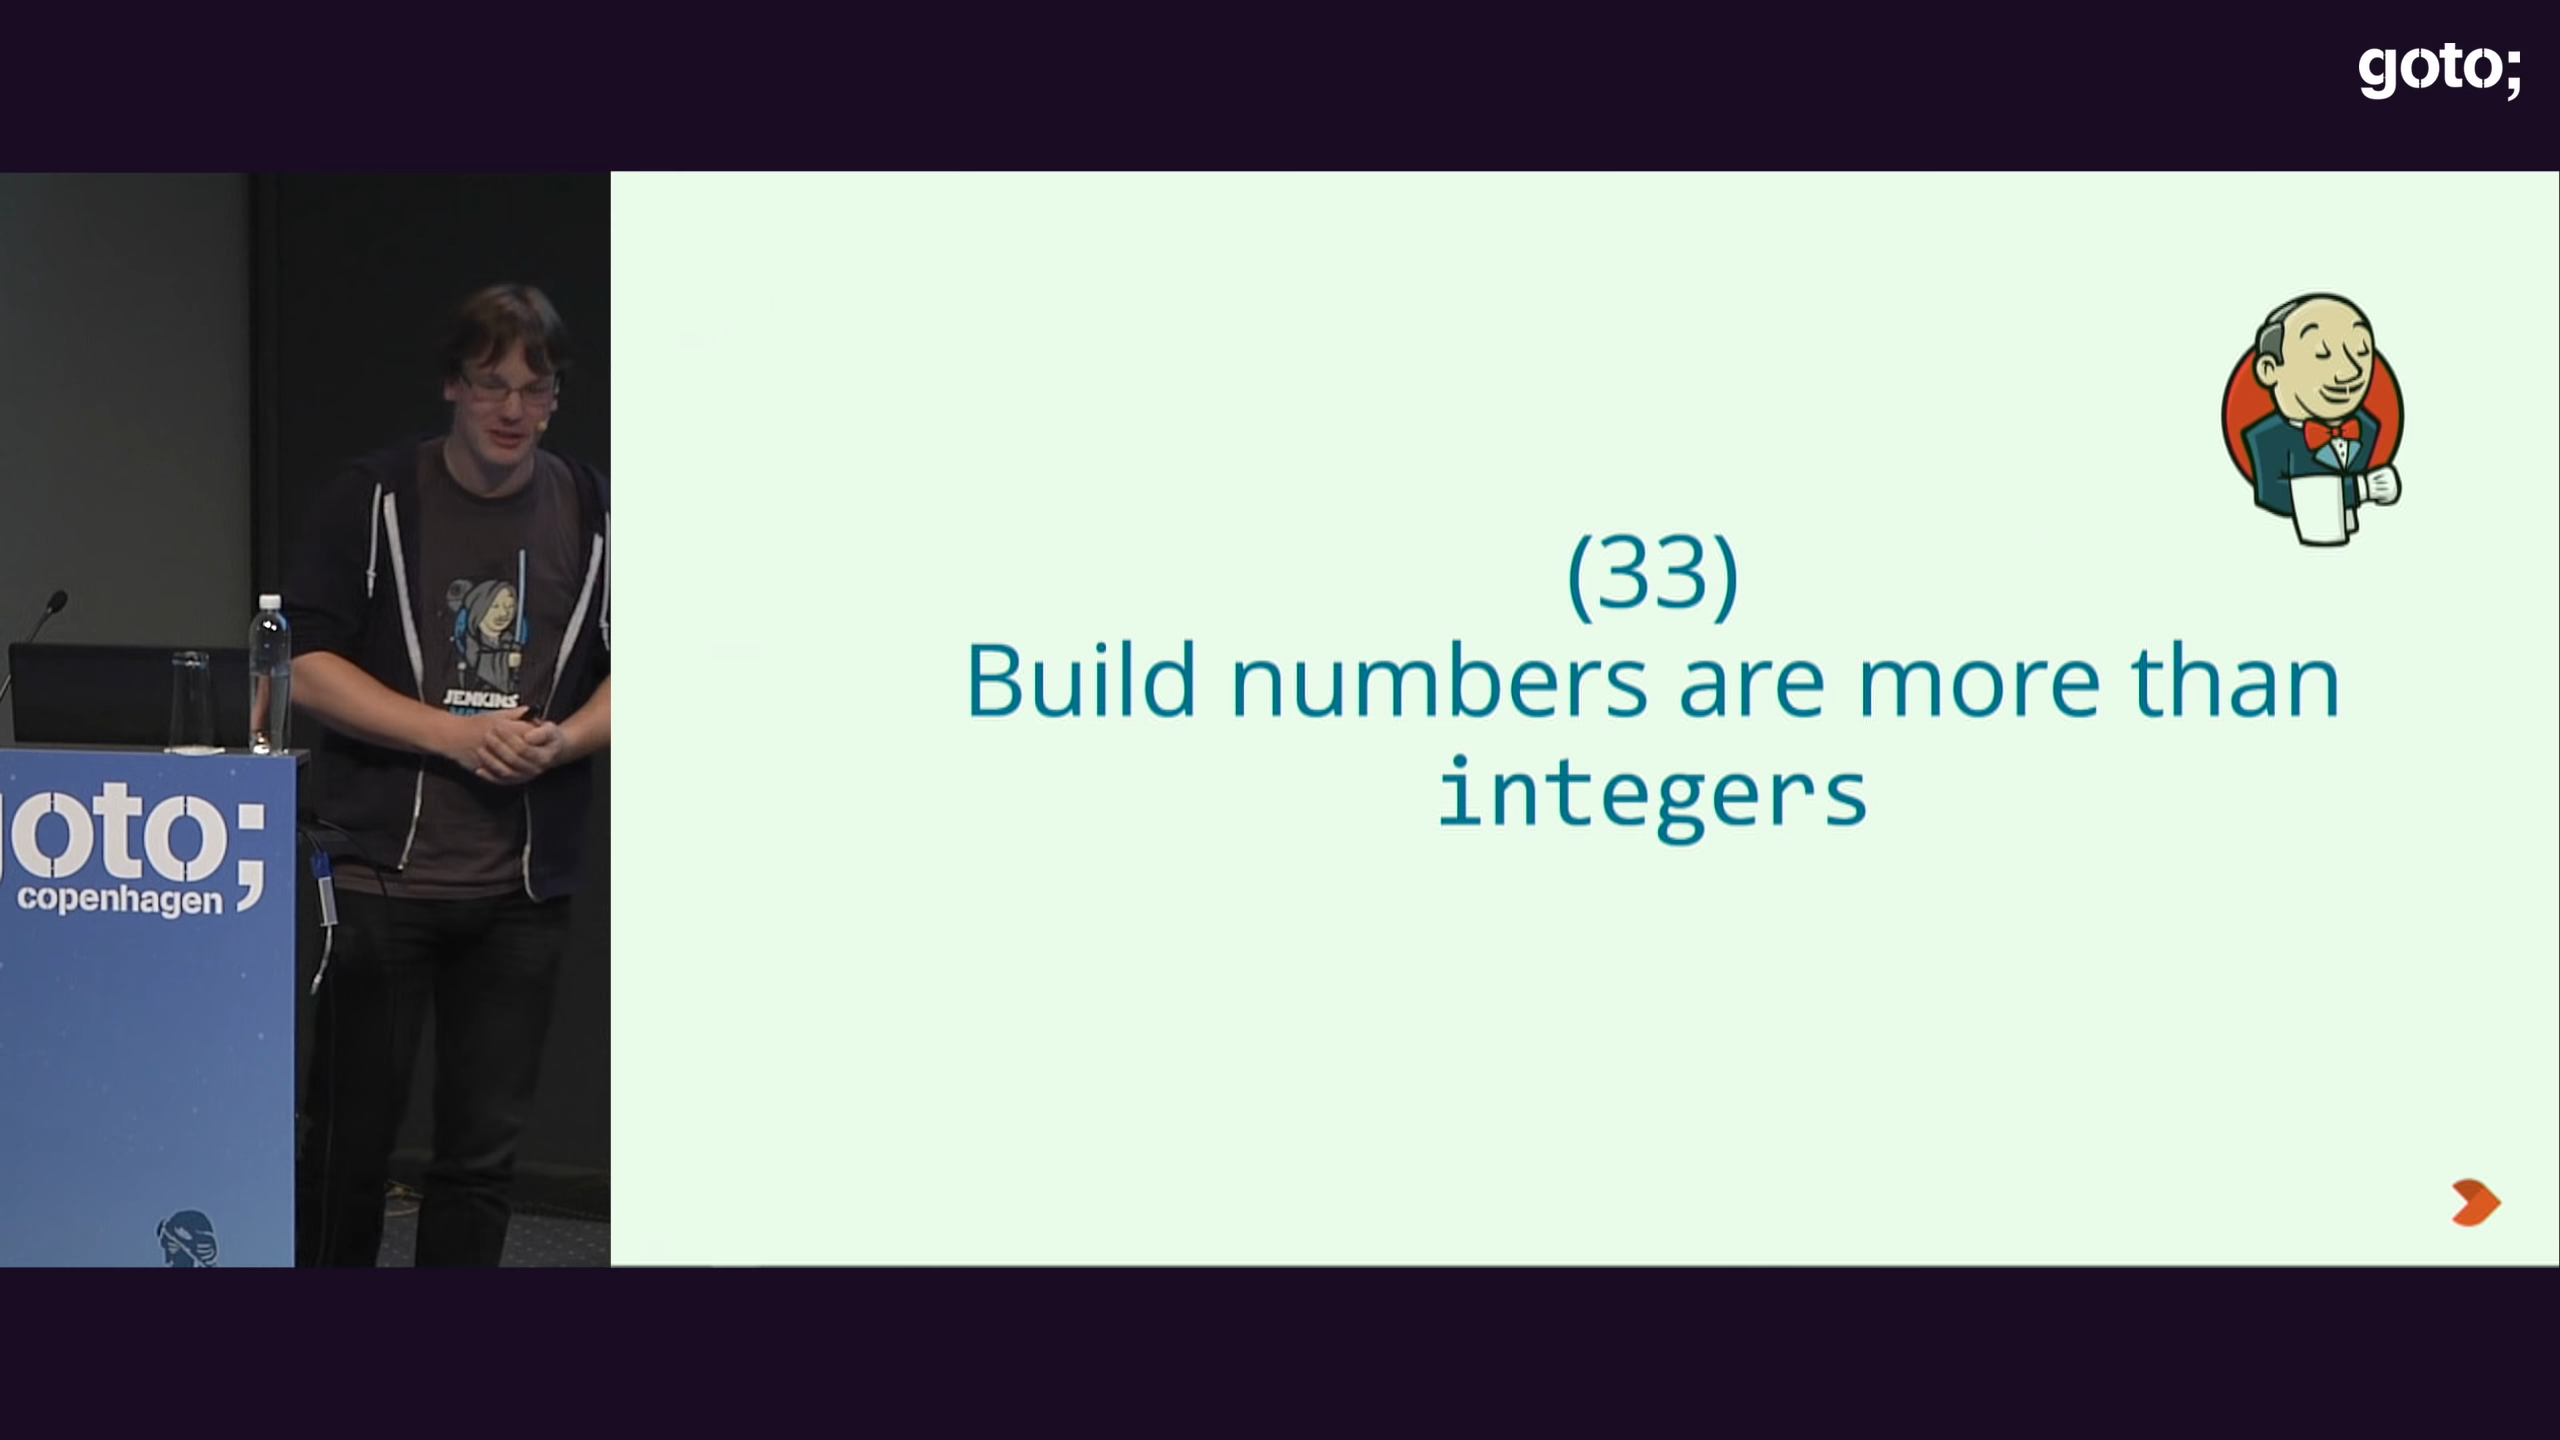 goto;
(33)
Build numbers are more than
integers
JENKINS
goto;
copenhagen